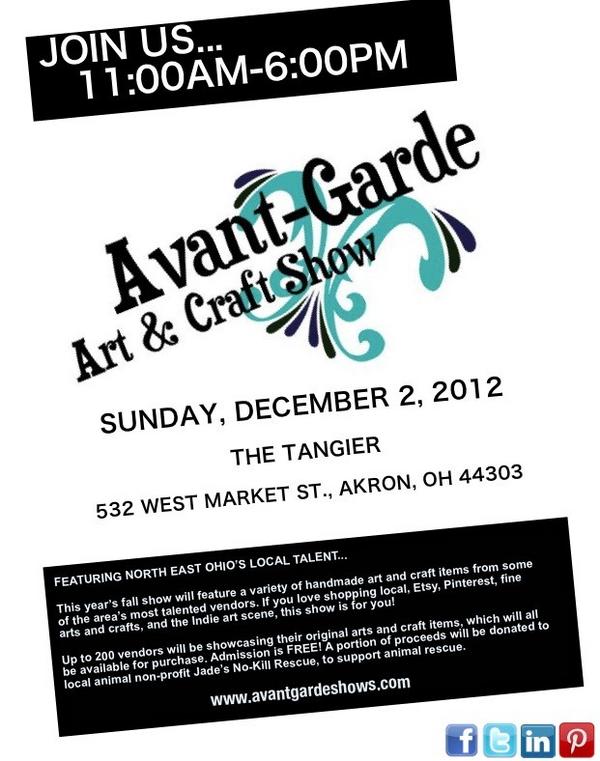 JOIN US...
11:00AM-6:00PM
Avant-Garde
Art & Craft Show
SUNDAY, DECEMBER 2, 2012
THE TANGIER
532 WEST MARKET ST., AKRON, OH 44303
FEATURING NORTH EAST OHIO'S LOCAL TALENT...
This year's fall show will feature a variety of handmade art and craft items from some
of the area's most talented vendors. If you love shopping local, Etsy, Pinterest, fine
arts and crafts, and the Indie art scene, this show is for you!
Up to 200 vendors will be showcasing their original arts and craft items, which will all
be available for purchase. Admission is FREE! A portion of proceeds will be donated to
local animal non-profit Jade's No-Kill Rescue, to support animal rescue.
www.avantgardeshows.com
f t in p